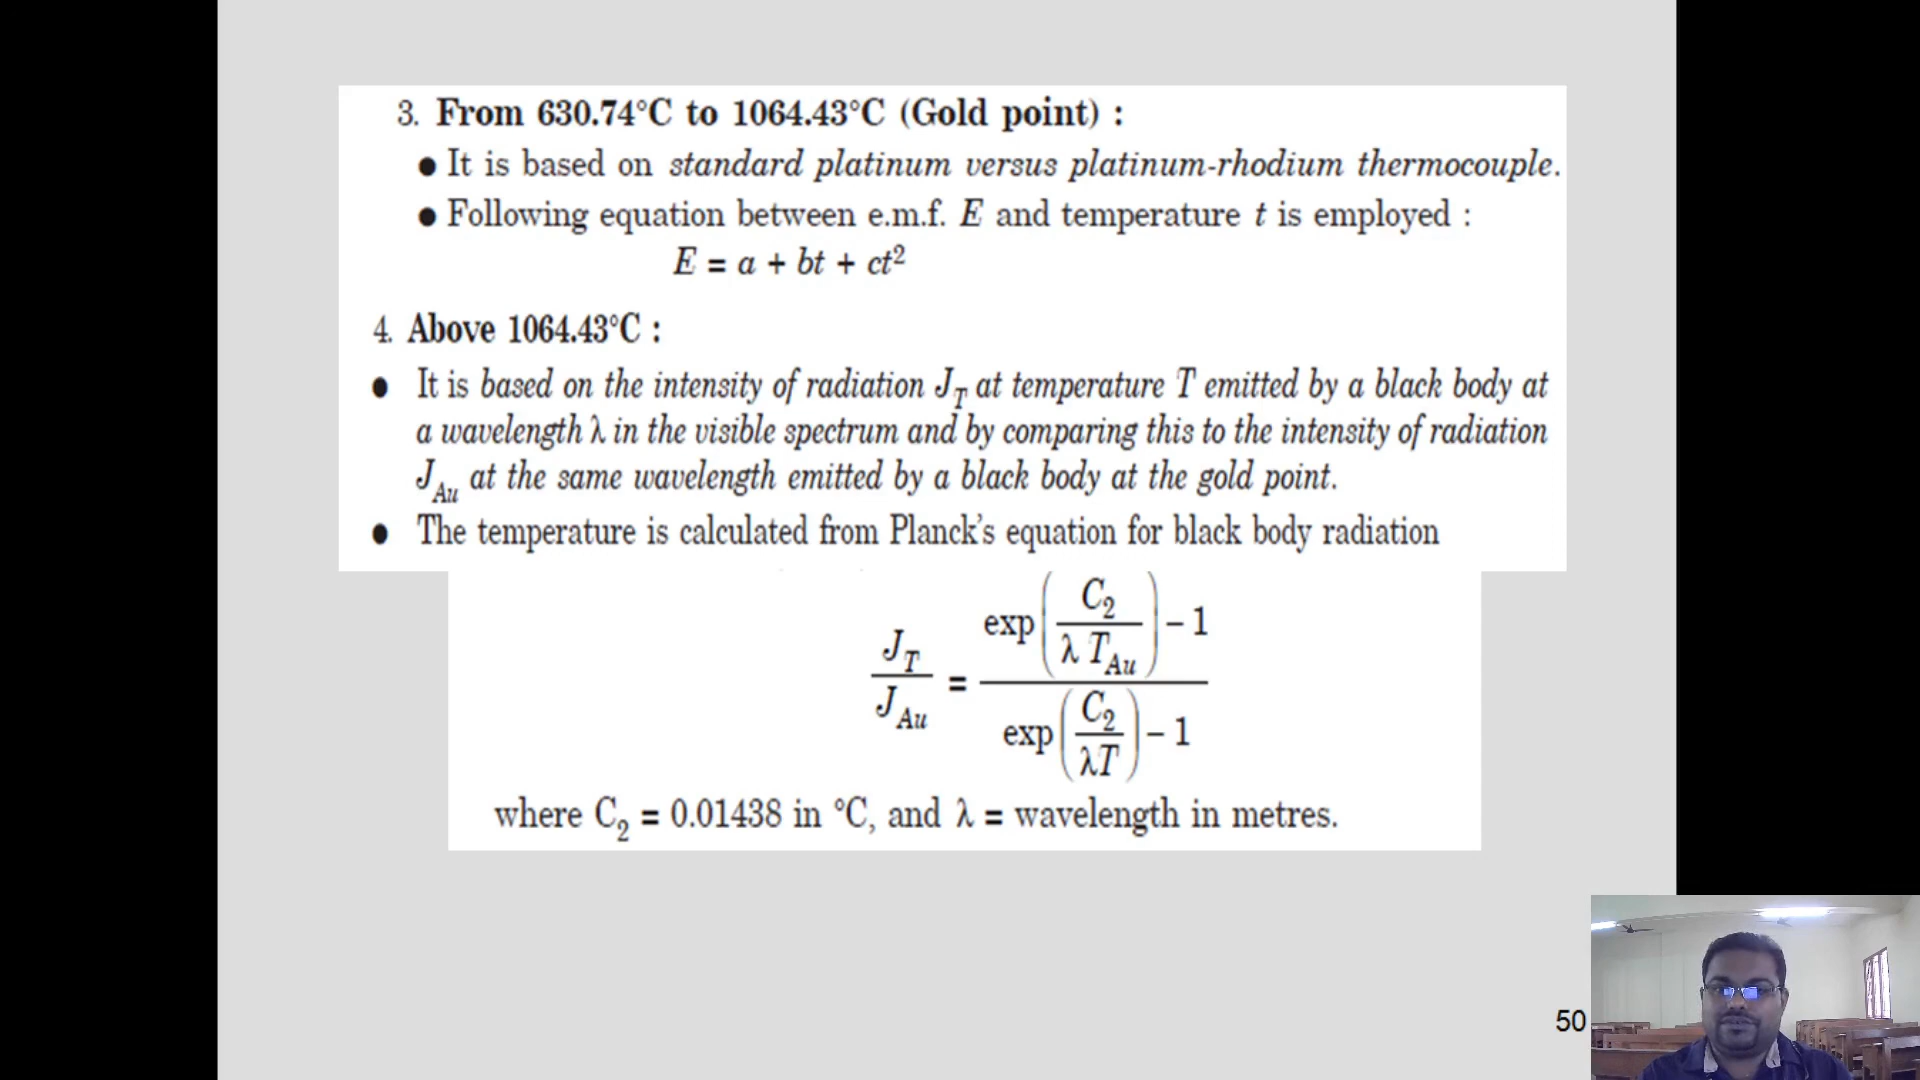 3. From 630.74°C to 1064.43°C (Gold point) :
● It is based on standard platinum versus platinum-rhodium thermocouple.
● Following equation between e.m.f. E and temperature t is employed :
E = a + bt + ct²
4. Above 1064.43°C :
● It is based on the intensity of radiation J_T at temperature T emitted by a black body at
a wavelength λ in the visible spectrum and by comparing this to the intensity of radiation
J_Au at the same wavelength emitted by a black body at the gold point.
● The temperature is calculated from Planck's equation for black body radiation
J_T / J_Au = (exp(C₂ / λ T_Au) – 1) / (exp(C₂ / λT) – 1)
where C₂ = 0.01438 in °C, and λ = wavelength in metres.
50